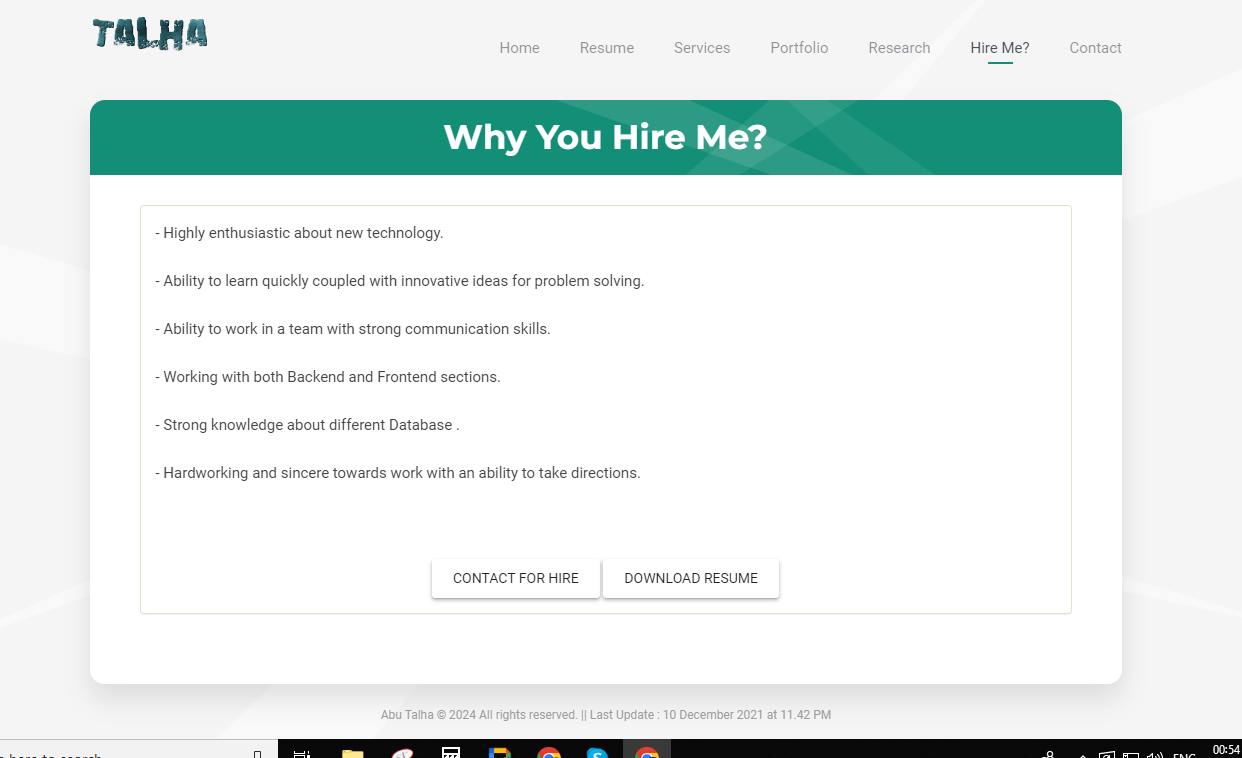 TALHA
Home Resume Services Portfolio Research Hire Me? Contact
Why You Hire Me?
- Highly enthusiastic about new technology.
- Ability to learn quickly coupled with innovative ideas for problem solving.
- Ability to work in a team with strong communication skills.
- Working with both Backend and Frontend sections.
- Strong knowledge about different Database .
- Hardworking and sincere towards work with an ability to take directions.
CONTACT FOR HIRE DOWNLOAD RESUME
Abu Talha © 2024 All rights reserved. || Last Update : 10 December 2021 at 11.42 PM
here to search ENG 00:54